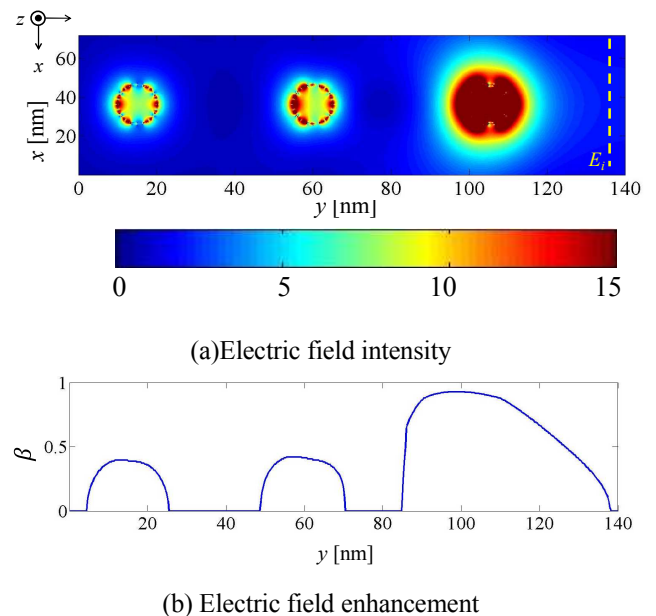 z
x
60
40
20
x [nm]
E_i
0 20 40 60 80 100 120 140
y [nm]
0 5 10 15
(a)Electric field intensity
1
0.5
0
β
20 40 60 80 100 120 140
y [nm]
(b) Electric field enhancement